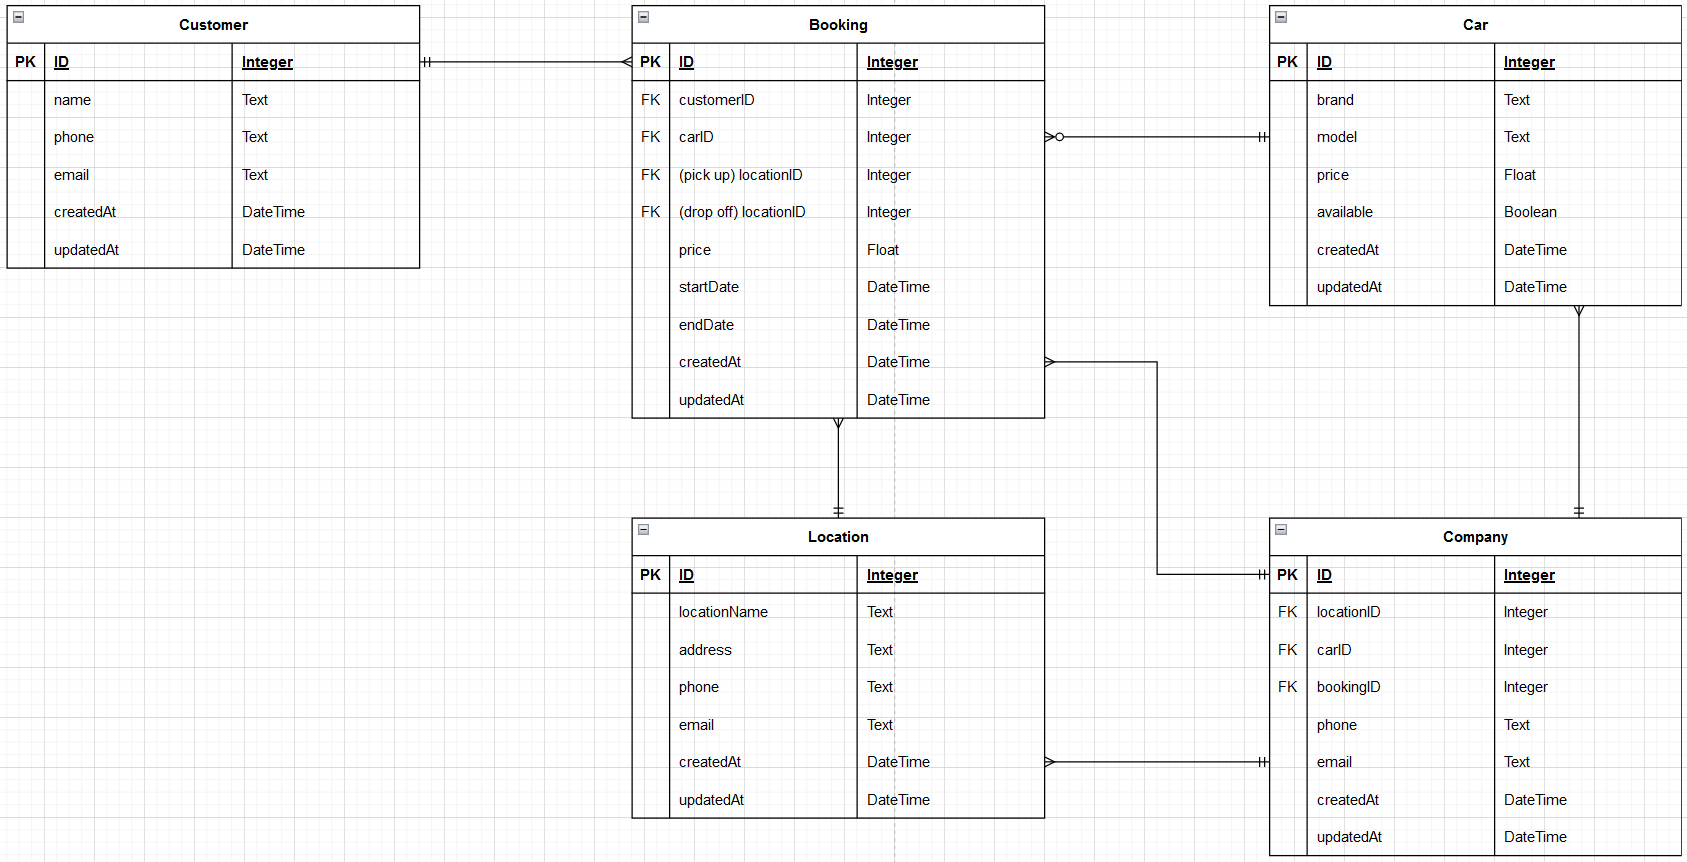 Customer
PK ID Integer
name Text
phone Text
email Text
createdAt DateTime
updatedAt DateTime
Booking
PK ID Integer
FK customerID Integer
FK carID Integer
FK (pick up) locationID Integer
FK (drop off) locationID Integer
price Float
startDate DateTime
endDate DateTime
createdAt DateTime
updatedAt DateTime
Car
PK ID Integer
brand Text
model Text
price Float
available Boolean
createdAt DateTime
updatedAt DateTime
Location
PK ID Integer
locationName Text
address Text
phone Text
email Text
createdAt DateTime
updatedAt DateTime
Company
PK ID Integer
FK locationID Integer
FK carID Integer
FK bookingID Integer
phone Text
email Text
createdAt DateTime
updatedAt DateTime